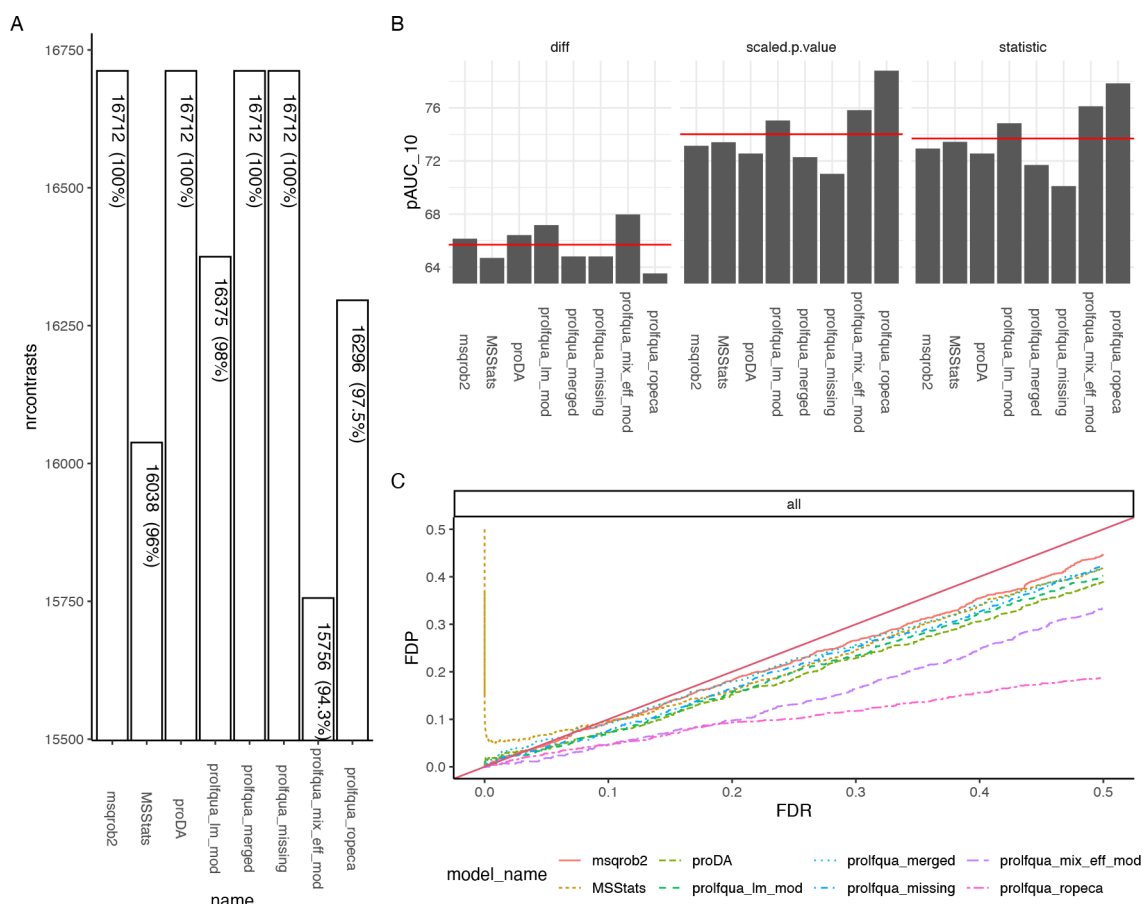 A
16750
16500
16250
16000
15750
15500
nrcontrasts
16712 (100%)
16038 (96%)
16712 (100%)
16375 (98%)
16712 (100%)
16712 (100%)
15756 (94.3%)
16296 (97.5%)
msqrob2
MSStats
proDA
prolfqua_lm_mod
prolfqua_merged
prolfqua_missing
prolfqua_mix_eff_mod
prolfqua_ropeca
name
B
diff
scaled.p.value
statistic
76
72
68
64
pAUC_10
msqrob2
MSStats
proDA
prolfqua_lm_mod
prolfqua_merged
prolfqua_missing
prolfqua_mix_eff_mod
prolfqua_ropeca
msqrob2
MSStats
proDA
prolfqua_lm_mod
prolfqua_merged
prolfqua_missing
prolfqua_mix_eff_mod
prolfqua_ropeca
msqrob2
MSStats
proDA
prolfqua_lm_mod
prolfqua_merged
prolfqua_missing
prolfqua_mix_eff_mod
prolfqua_ropeca
C
all
0.5
0.4
0.3
0.2
0.1
0.0
FDP
0.0 0.1 0.2 0.3 0.4 0.5
FDR
model_name
msqrob2 proDA prolfqua_merged prolfqua_mix_eff_mod
MSStats prolfqua_lm_mod prolfqua_missing prolfqua_ropeca